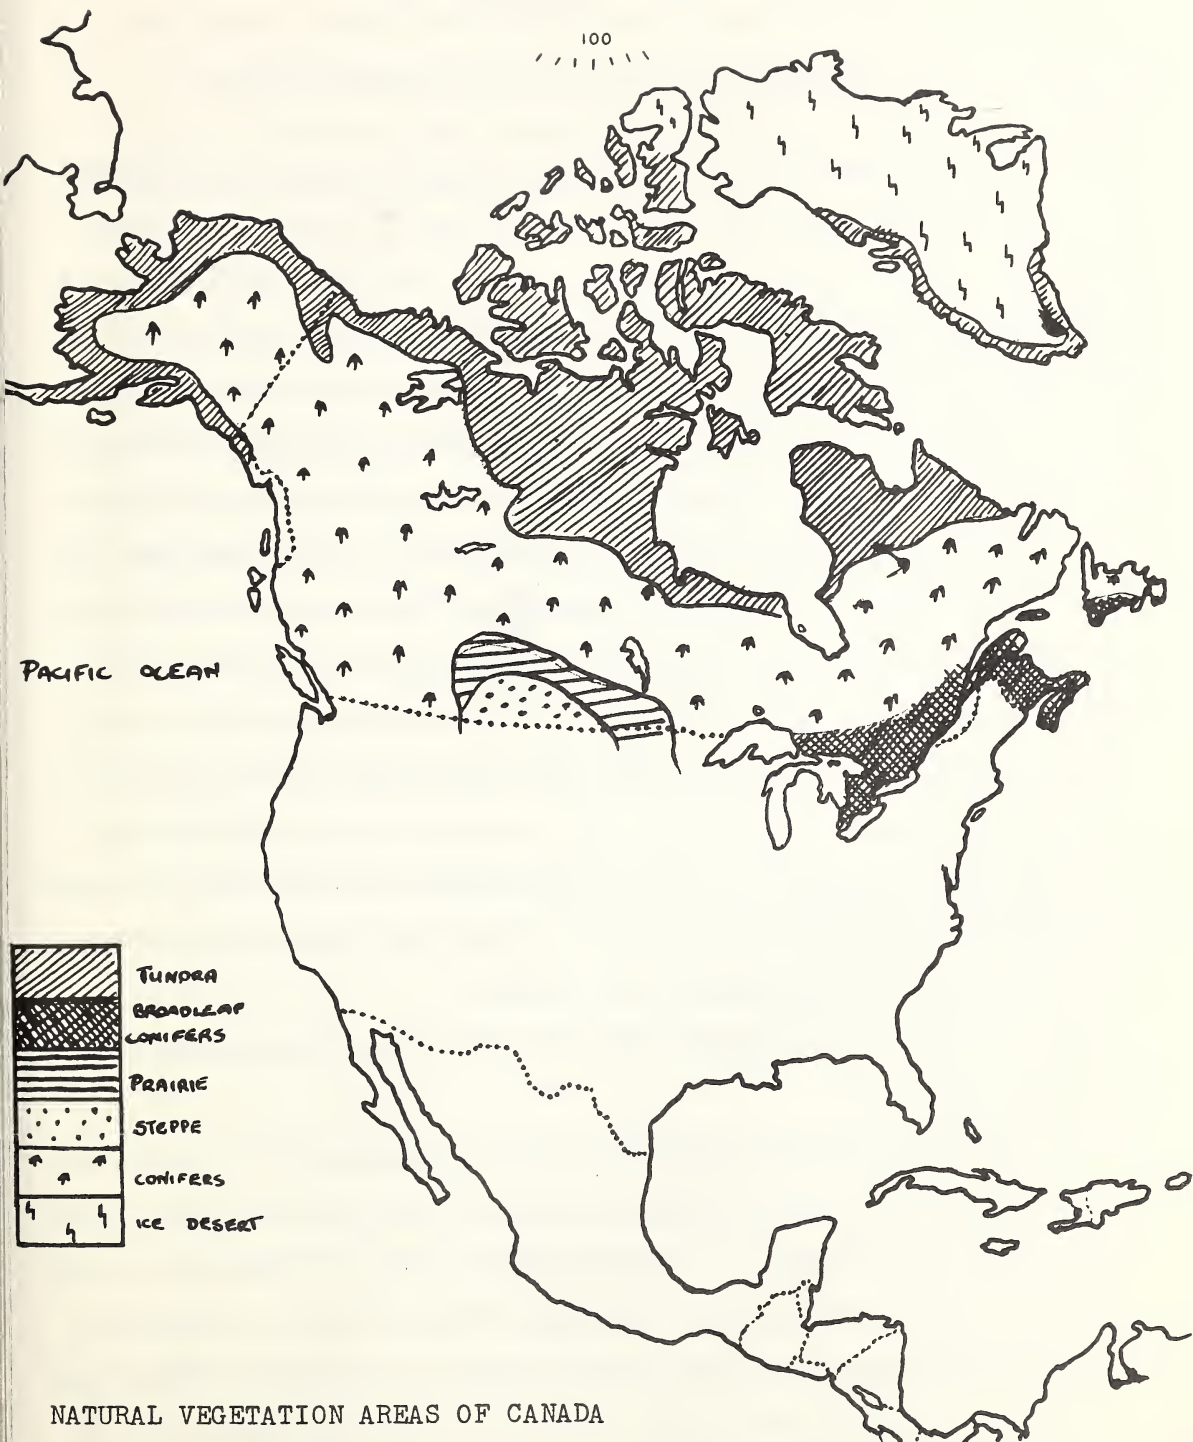 100
PACIFIC OCEAN
TUNDRA
BROADLEAF
CONIFERS
PRAIRIE
STEPPE
CONIFERS
ICE DESERT
NATURAL VEGETATION AREAS OF CANADA